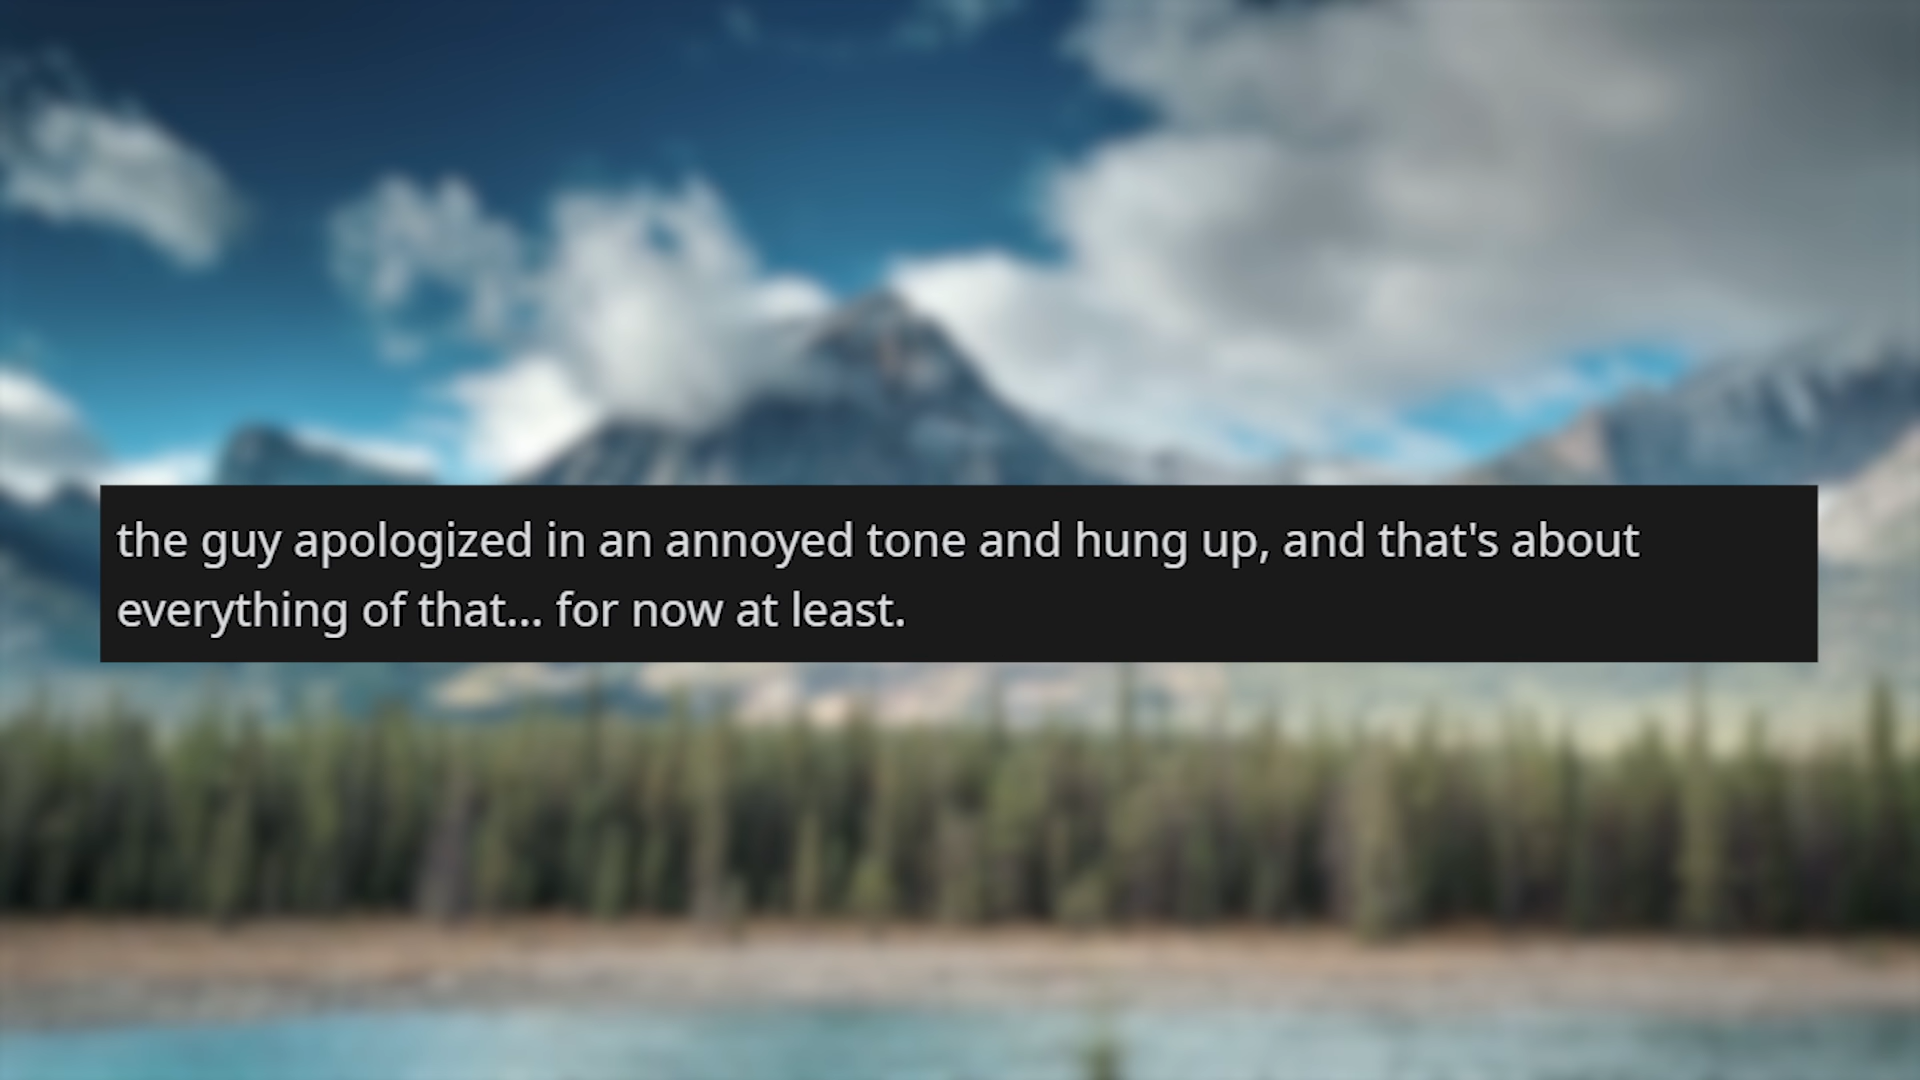 the guy apologized in an annoyed tone and hung up, and that's about
everything of that... for now at least.